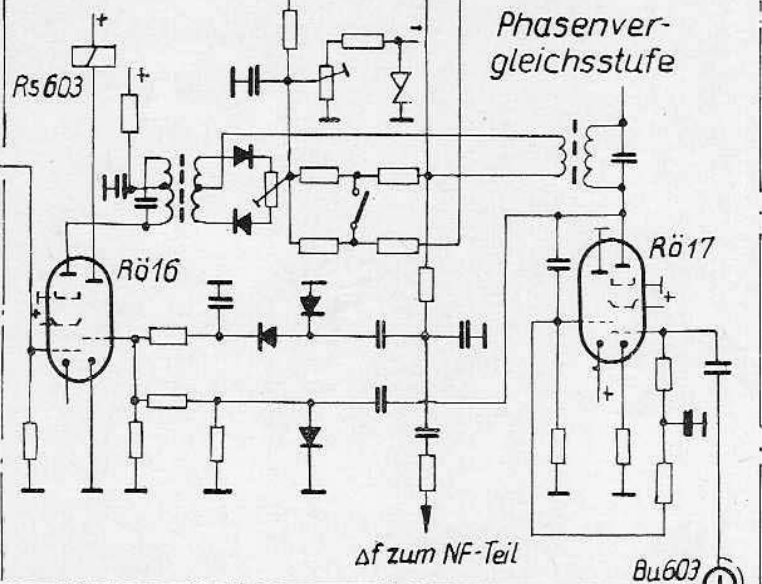 Phasenver-
gleichsstufe
Rs603
Rö16
Rö17
Δf zum NF-Teil
Bu603